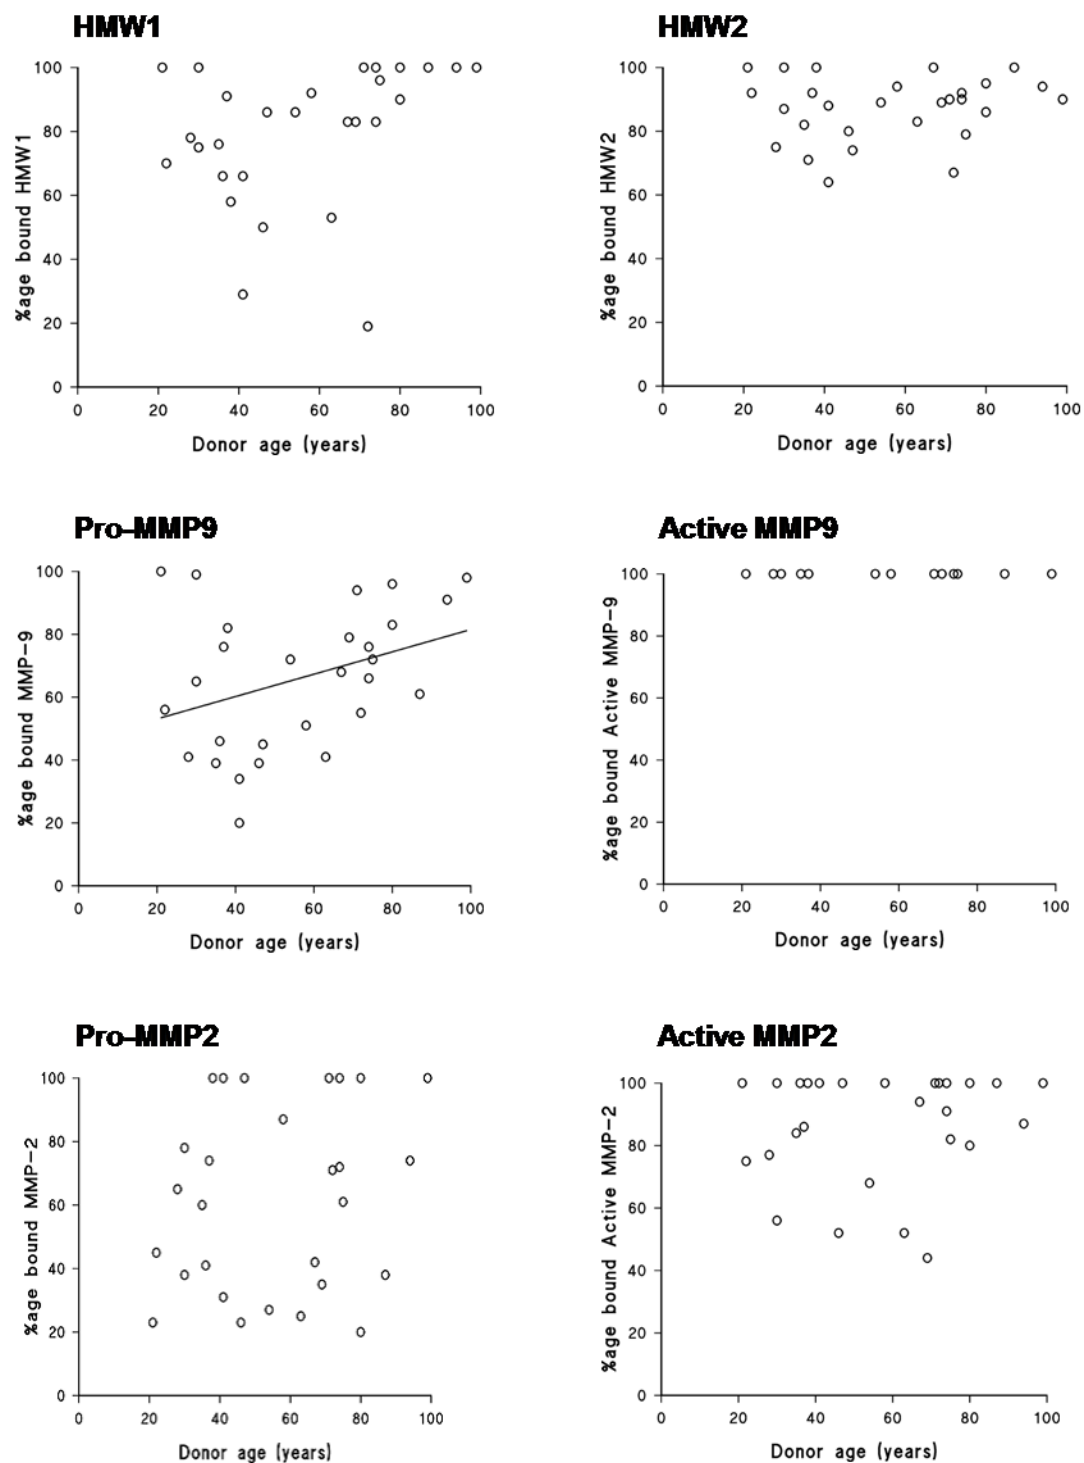 HMW1
%age bound HMW1
100
80
60
40
20
0
0 20 40 60 80 100
Donor age (years)
HMW2
%age bound HMW2
100
80
60
40
20
0
0 20 40 60 80 100
Donor age (years)
Pro-MMP9
%age bound MMP-9
100
80
60
40
20
0
0 20 40 60 80 100
Donor age (years)
Active MMP9
%age bound Active MMP-9
100
80
60
40
20
0
0 20 40 60 80 100
Donor age (years)
Pro-MMP2
%age bound MMP-2
100
80
60
40
20
0
0 20 40 60 80 100
Donor age (years)
Active MMP2
%age bound Active MMP-2
100
80
60
40
20
0
0 20 40 60 80 100
Donor age (years)